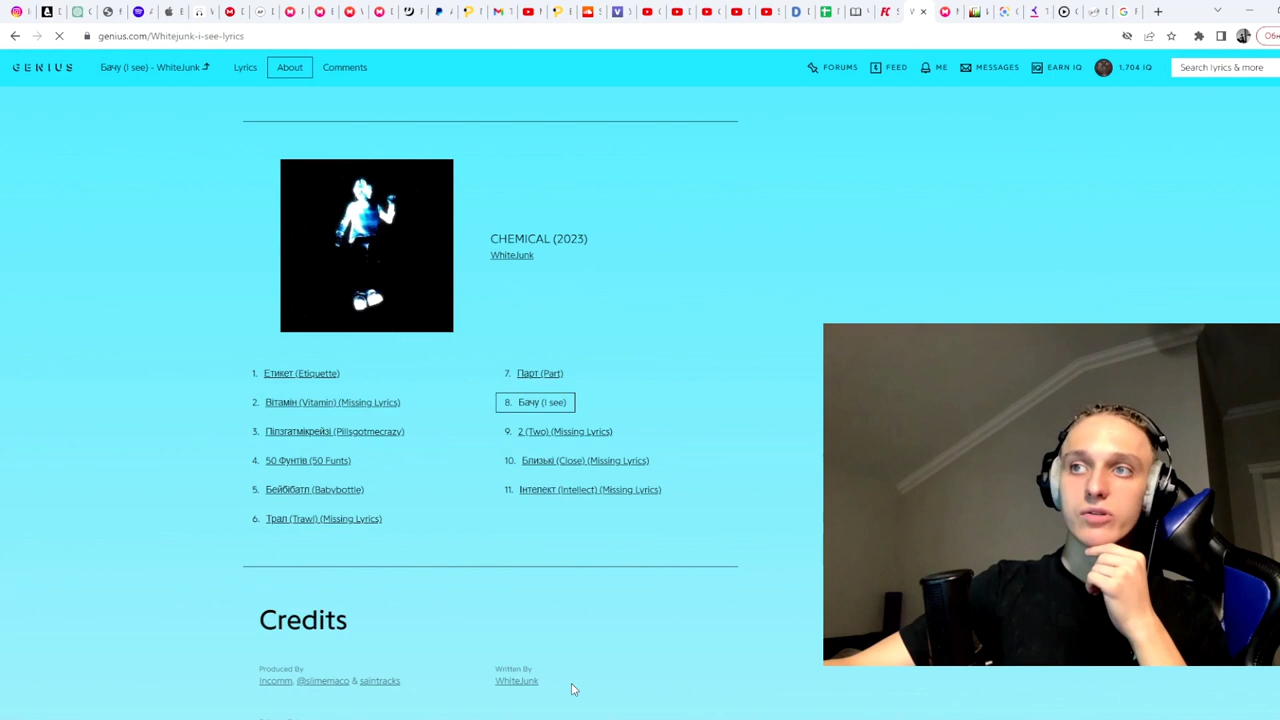 genius.com/Whitejunk-i-see-lyrics
GENIUS
Бачу (I see) - WhiteJunk
Lyrics
About
Comments
FORUMS
FEED
ME
MESSAGES
EARN IQ
1,704 IQ
Search lyrics & more
CHEMICAL (2023)
WhiteJunk
1. Етикет (Etiquette)
2. Вітамін (Vitamin) (Missing Lyrics)
3. Пілзгатмікрейзі (Pillsgotmecrazy)
4. 50 Фунтів (50 Funts)
5. Бейбібатл (Babybottle)
6. Трал (Trawl) (Missing Lyrics)
7. Парт (Part)
8. Бачу (I see)
9. 2 (Two) (Missing Lyrics)
10. Близькі (Close) (Missing Lyrics)
11. Інтелект (Intellect) (Missing Lyrics)
Credits
Produced By
Incomm, @slimemaco & saintracks
Written By
WhiteJunk